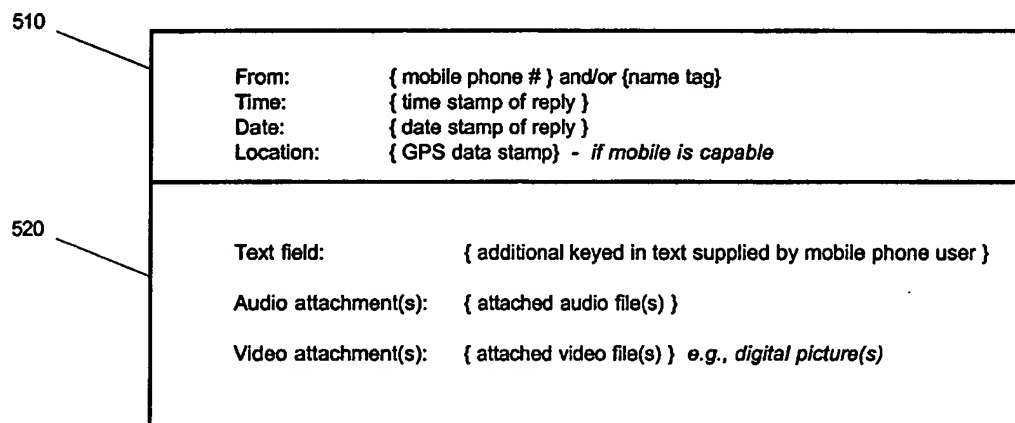 510
From: { mobile phone # } and/or {name tag}
Time: { time stamp of reply }
Date: { date stamp of reply }
Location: { GPS data stamp} - if mobile is capable
520
Text field: { additional keyed in text supplied by mobile phone user }
Audio attachment(s): { attached audio file(s) }
Video attachment(s): { attached video file(s) } e.g., digital picture(s)